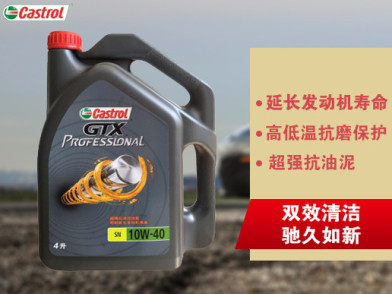 Castrol
延长发动机寿命
高低温抗磨保护
超强抗油泥
双效清洁
驰久如新
Castrol
GTX
PROFESSIONAL
SN 10W-40
4升